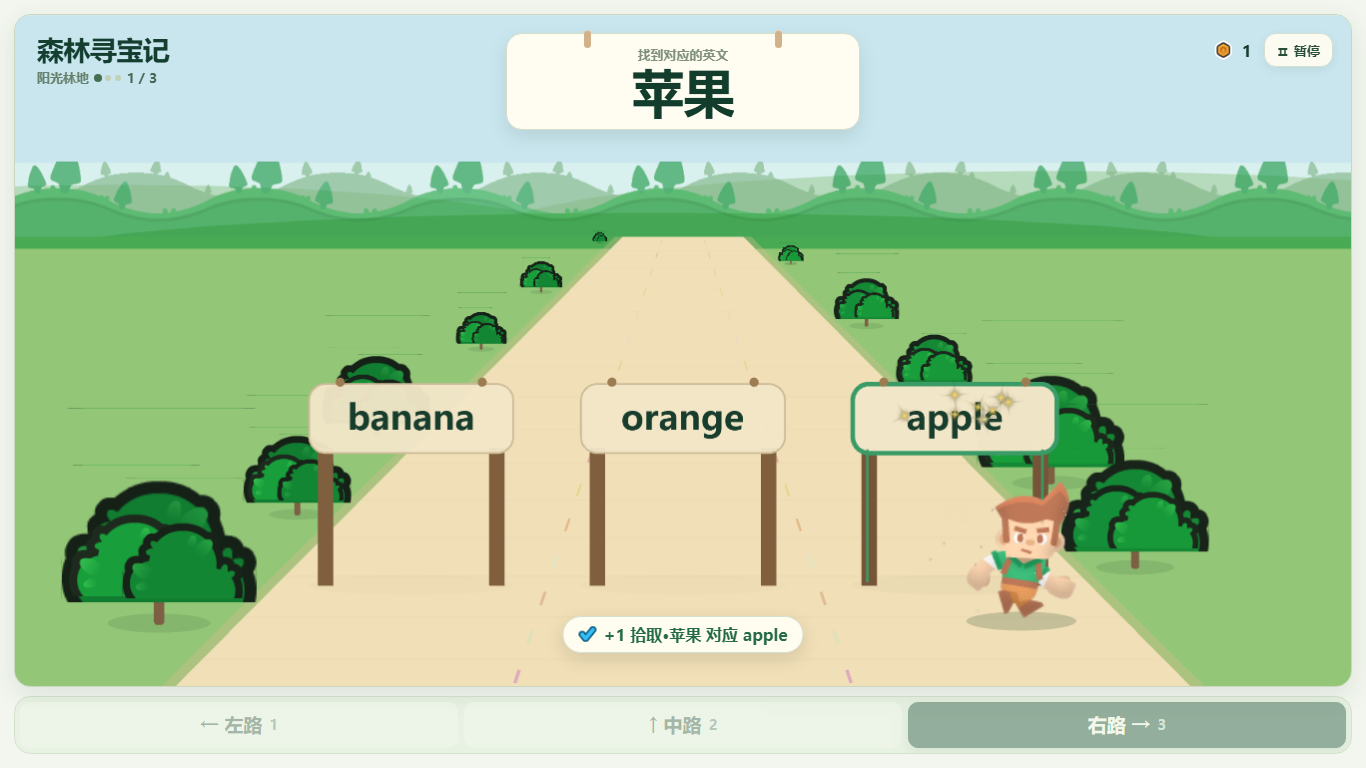 森林寻宝记
阳光林地 1 / 3
找到对应的英文
苹果
1
暂停
banana
orange
apple
+1 拾取·苹果 对应 apple
← 左路 1
↑ 中路 2
右路 → 3